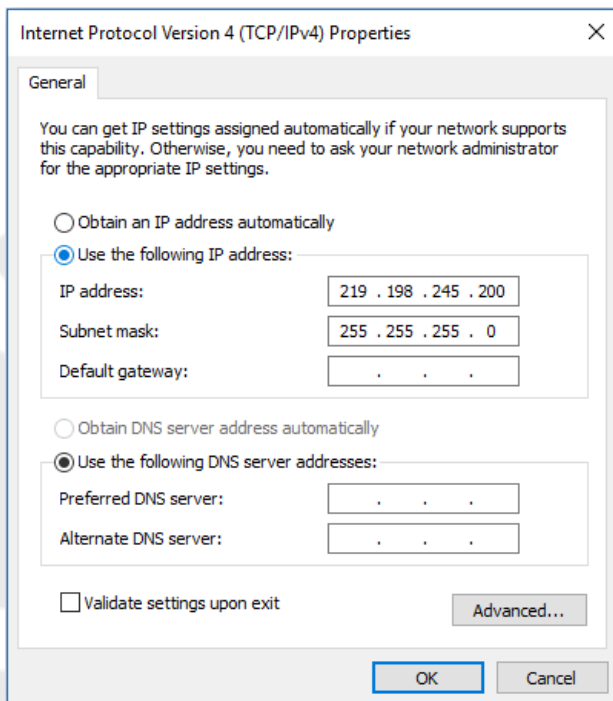 Internet Protocol Version 4 (TCP/IPv4) Properties
General
You can get IP settings assigned automatically if your network supports
this capability. Otherwise, you need to ask your network administrator
for the appropriate IP settings.
Obtain an IP address automatically
Use the following IP address:
IP address: 219 . 198 . 245 . 200
Subnet mask: 255 . 255 . 255 . 0
Default gateway: . . .
Obtain DNS server address automatically
Use the following DNS server addresses:
Preferred DNS server: . . .
Alternate DNS server: . . .
Validate settings upon exit
Advanced...
OK Cancel